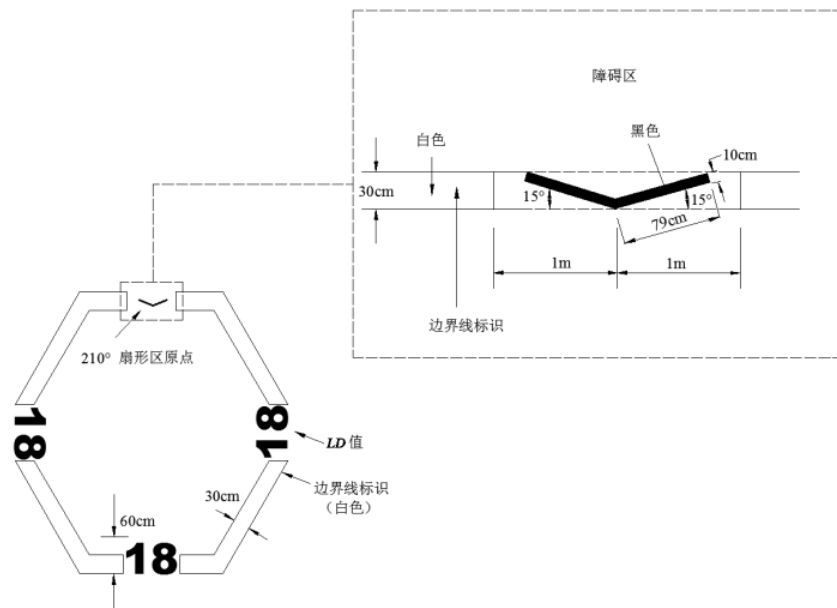 障碍区
白色
黑色
10cm
30cm
15°
15°
79cm
1m
1m
边界线标识
210° 扇形区原点
18
18
LD 值
30cm
边界线标识
（白色）
60cm
18